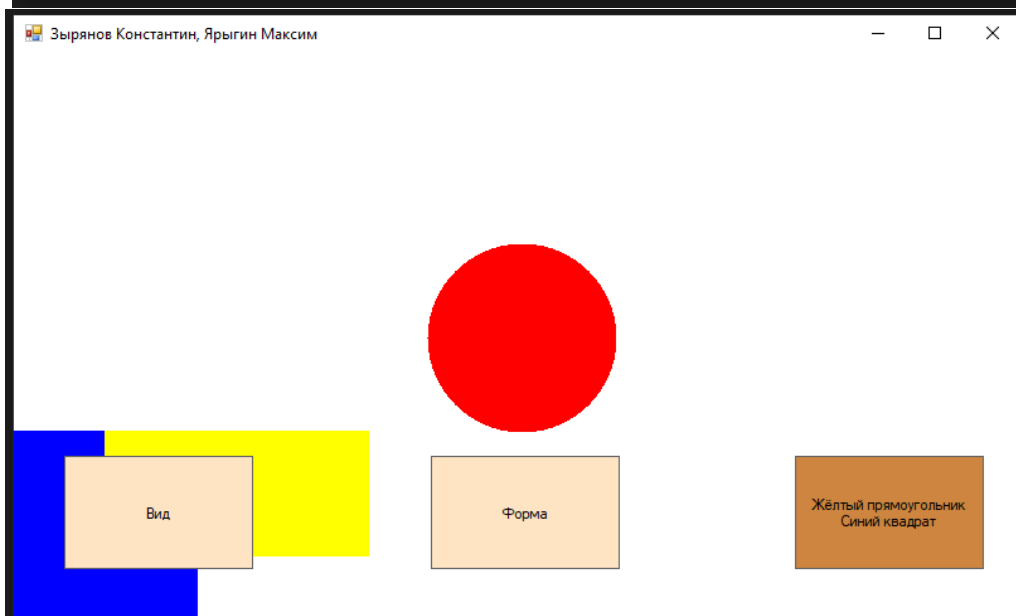 Зырянов Константин, Ярыгин Максим
Вид
Форма
Жёлтый прямоугольник
Синий квадрат